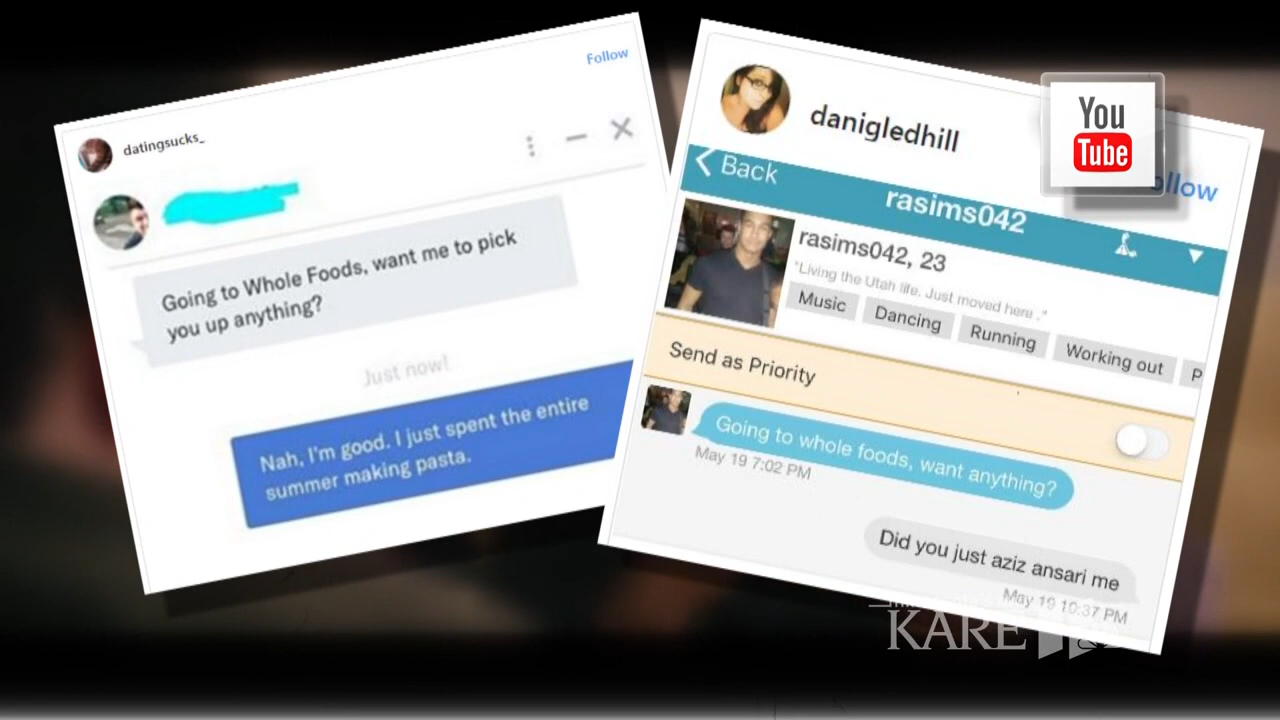 datingsucks_
Follow
Going to Whole Foods, want me to pick
you up anything?
Just now!
Nah, I'm good. I just spent the entire
summer making pasta.
danigledhill
You
Tube
ollow
Back
rasims042
rasims042, 23
"Living the Utah life. Just moved here ."
Music
Dancing
Running
Working out
P
Send as Priority
Going to whole foods, want anything?
May 19 7:02 PM
Did you just aziz ansari me
May 19 10:37 PM
KARE